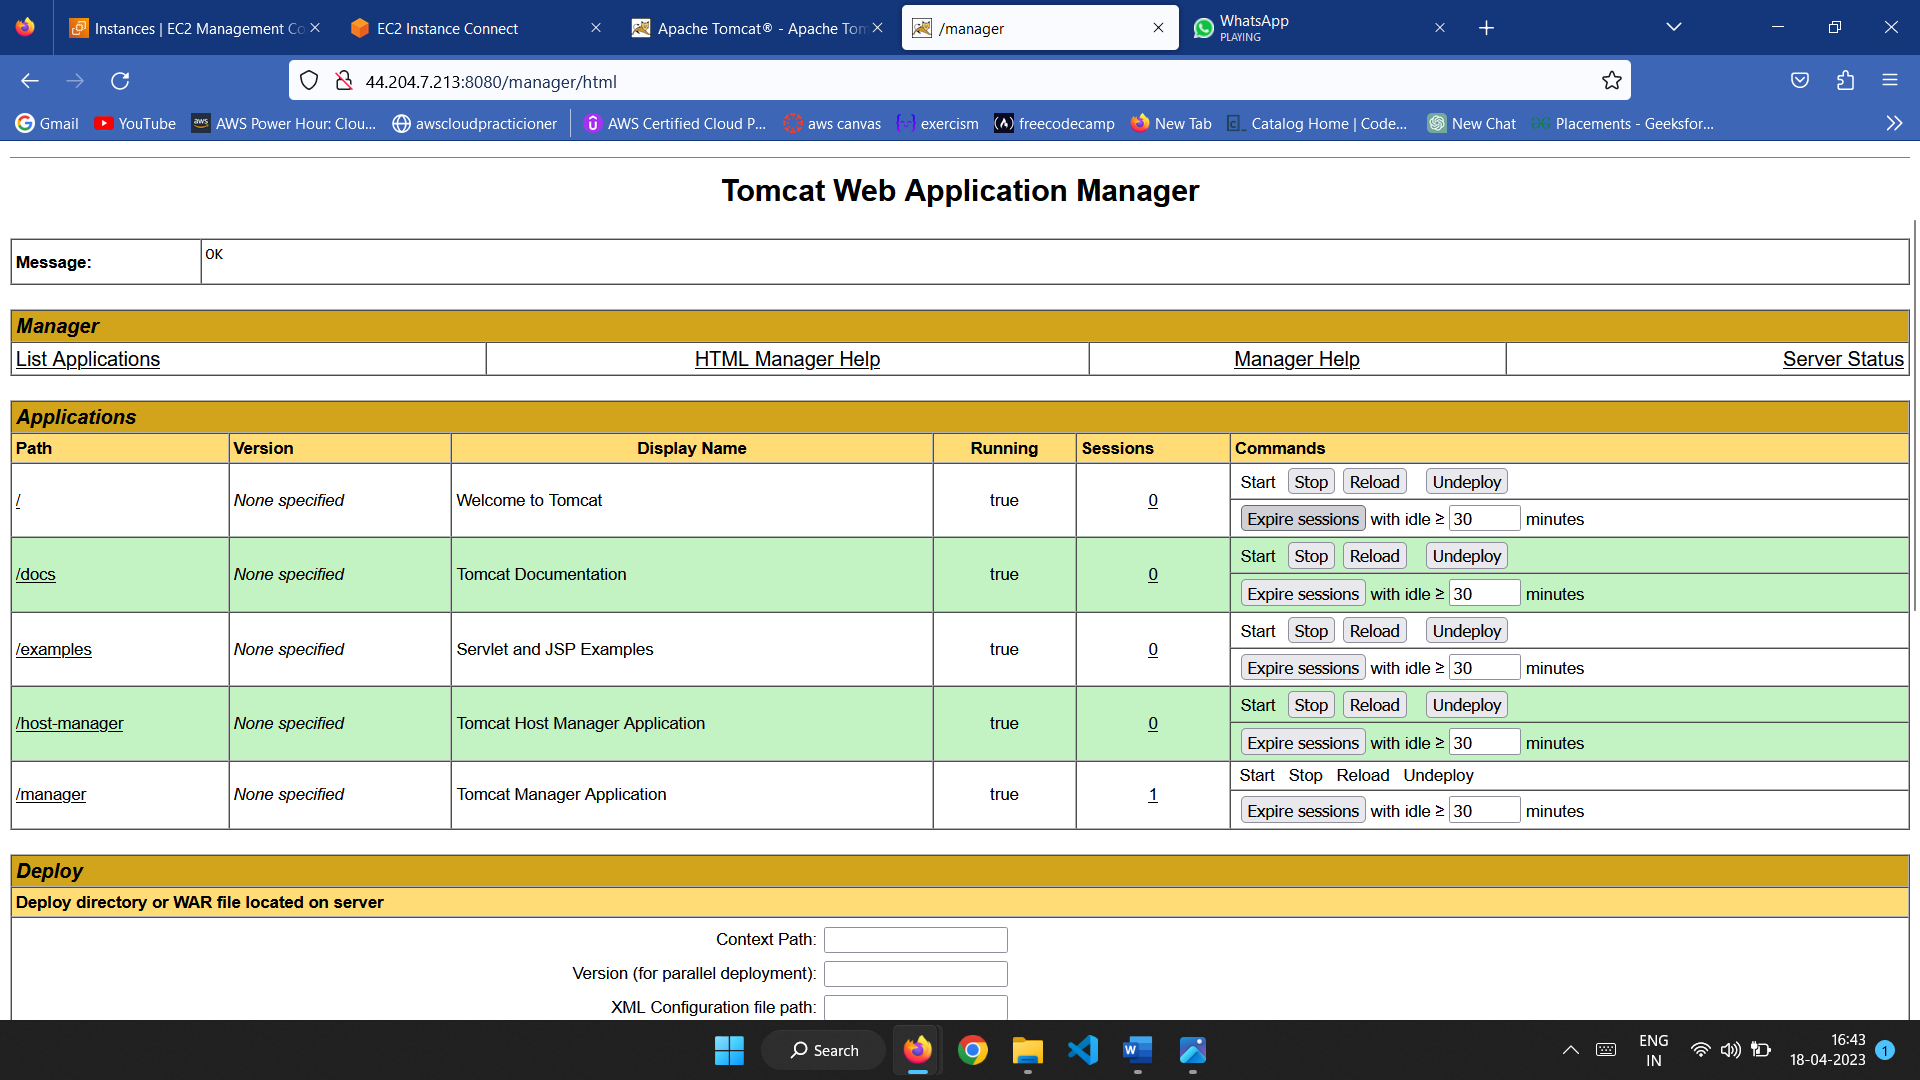 Instances | EC2 Management Co
EC2 Instance Connect
Apache Tomcat® - Apache Tom
/manager
WhatsApp
PLAYING
44.204.7.213:8080/manager/html
Gmail
YouTube
AWS Power Hour: Clou...
awscloudpracticioner
AWS Certified Cloud P...
aws canvas
exercism
freecodecamp
New Tab
Catalog Home | Code...
New Chat
Placements - Geeksfor...
Tomcat Web Application Manager
Message: OK
Manager
List Applications HTML Manager Help Manager Help Server Status
Applications
Path Version Display Name Running Sessions Commands
/ None specified Welcome to Tomcat true 0
Start Stop Reload Undeploy
Expire sessions with idle ≥ 30 minutes
/docs None specified Tomcat Documentation true 0
Start Stop Reload Undeploy
Expire sessions with idle ≥ 30 minutes
/examples None specified Servlet and JSP Examples true 0
Start Stop Reload Undeploy
Expire sessions with idle ≥ 30 minutes
/host-manager None specified Tomcat Host Manager Application true 0
Start Stop Reload Undeploy
Expire sessions with idle ≥ 30 minutes
/manager None specified Tomcat Manager Application true 1
Start Stop Reload Undeploy
Expire sessions with idle ≥ 30 minutes
Deploy
Deploy directory or WAR file located on server
Context Path:
Version (for parallel deployment):
XML Configuration file path:
Search
ENG
IN
16:43
18-04-2023
1